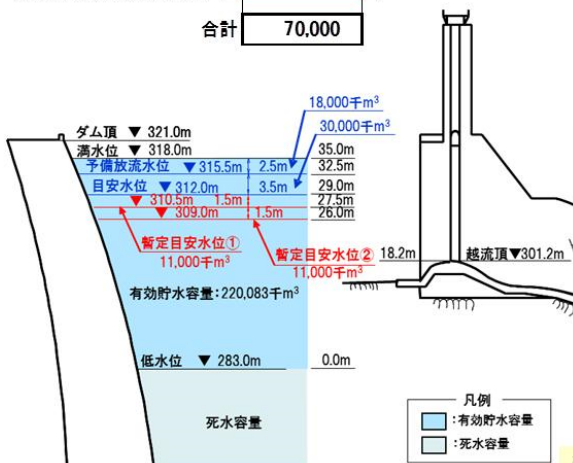 合計 70,000
18,000千m³
30,000千m³
ダム頂 ▼ 321.0m
満水位 ▼ 318.0m 35.0m
予備放流水位 ▼ 315.5m 2.5m 32.5m
目安水位 ▼ 312.0m 3.5m 29.0m
▼ 310.5m 1.5m 27.5m
▼ 309.0m 1.5m 26.0m
暫定目安水位① 暫定目安水位②
11,000千m³ 11,000千m³
18.2m 越流頂▼301.2m
有効貯水容量:220,083千m³
低水位 ▼ 283.0m 0.0m
死水容量
凡例
:有効貯水容量
:死水容量